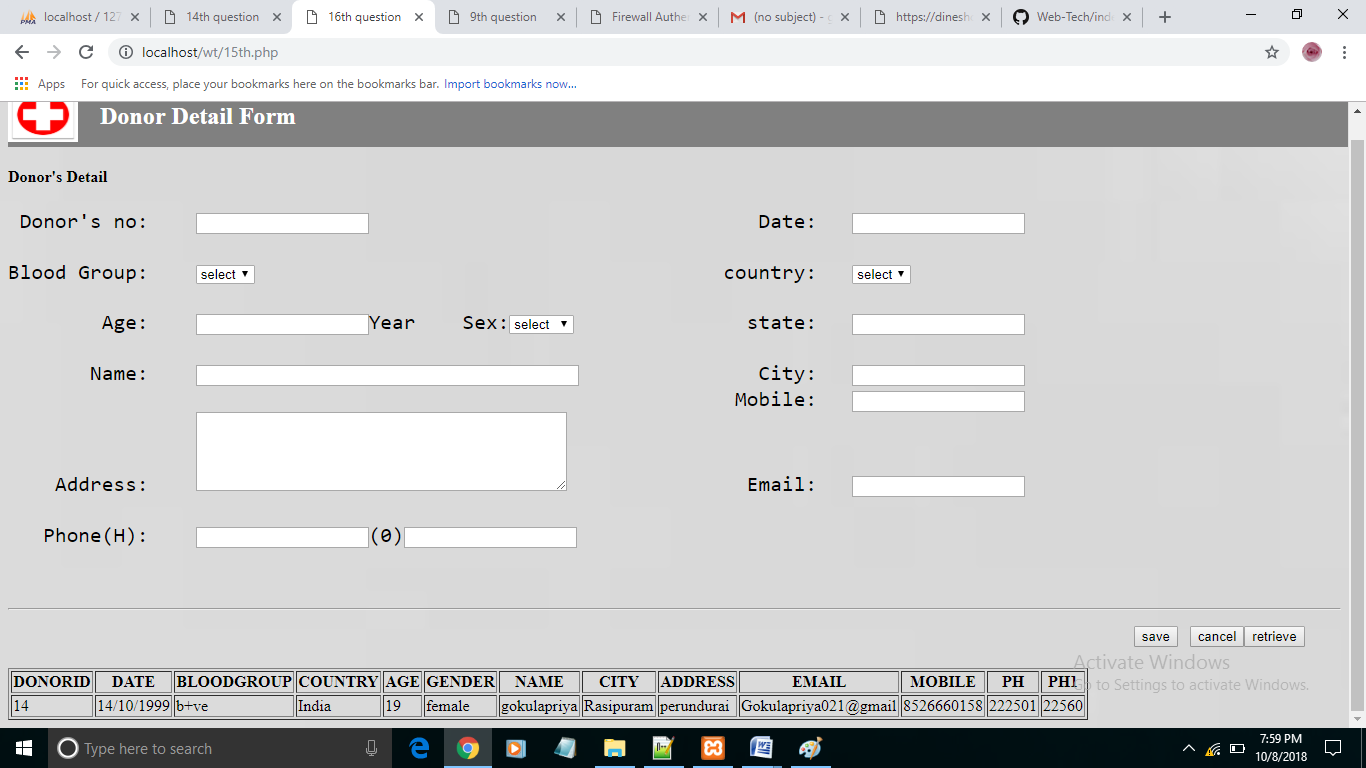 localhost / 127
14th question
16th question
9th question
Firewall Authe
(no subject) - g
https://dinesh
Web-Tech/ind
localhost/wt/15th.php
Apps For quick access, place your bookmarks here on the bookmarks bar. Import bookmarks now...
Donor Detail Form
Donor's Detail
Donor's no: Date:
Blood Group: select country: select
Age: Year Sex: select state:
Name: City:
Mobile:
Address: Email:
Phone(H): (0)
save cancel retrieve
Activate Windows
Go to Settings to activate Windows.
DONORID DATE BLOODGROUP COUNTRY AGE GENDER NAME CITY ADDRESS EMAIL MOBILE PH PH1
14 14/10/1999 b+ve India 19 female gokulapriya Rasipuram perundurai Gokulapriya021@gmail 8526660158 222501 22560
Type here to search
7:59 PM
10/8/2018